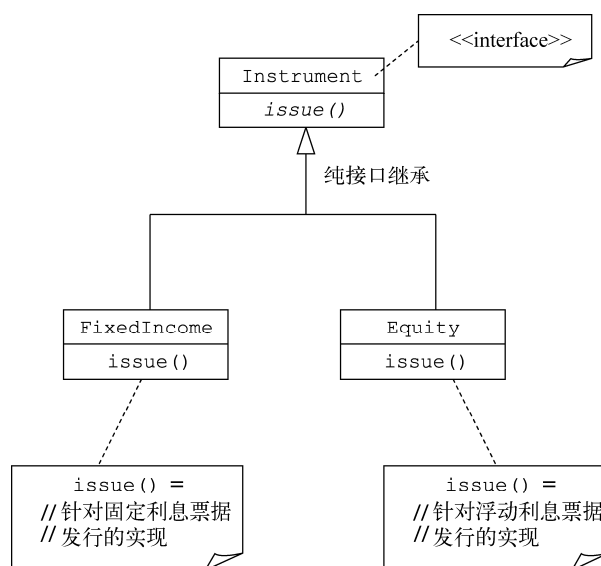 <<interface>>
Instrument
issue()
纯接口继承
FixedIncome
issue()
Equity
issue()
issue() =
// 针对固定利息票据
// 发行的实现
issue() =
// 针对浮动利息票据
// 发行的实现